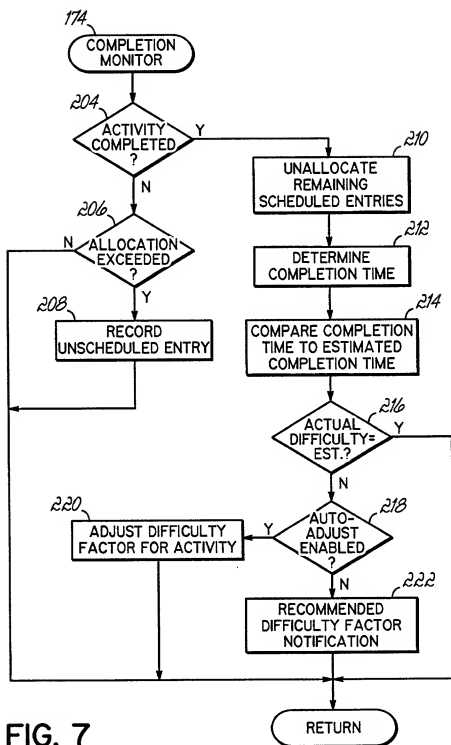 174
COMPLETION
MONITOR
204
ACTIVITY
COMPLETED
?
Y
N
206
ALLOCATION
EXCEEDED
?
N
Y
208
RECORD
UNSCHEDULED ENTRY
210
UNALLOCATE
REMAINING
SCHEDULED ENTRIES
212
DETERMINE
COMPLETION TIME
214
COMPARE COMPLETION
TIME TO ESTIMATED
COMPLETION TIME
216
ACTUAL
DIFFICULTY=
EST.?
Y
N
218
AUTO-
ADJUST
ENABLED
?
Y
N
220
ADJUST DIFFICULTY
FACTOR FOR ACTIVITY
222
RECOMMENDED
DIFFICULTY FACTOR
NOTIFICATION
RETURN
FIG. 7